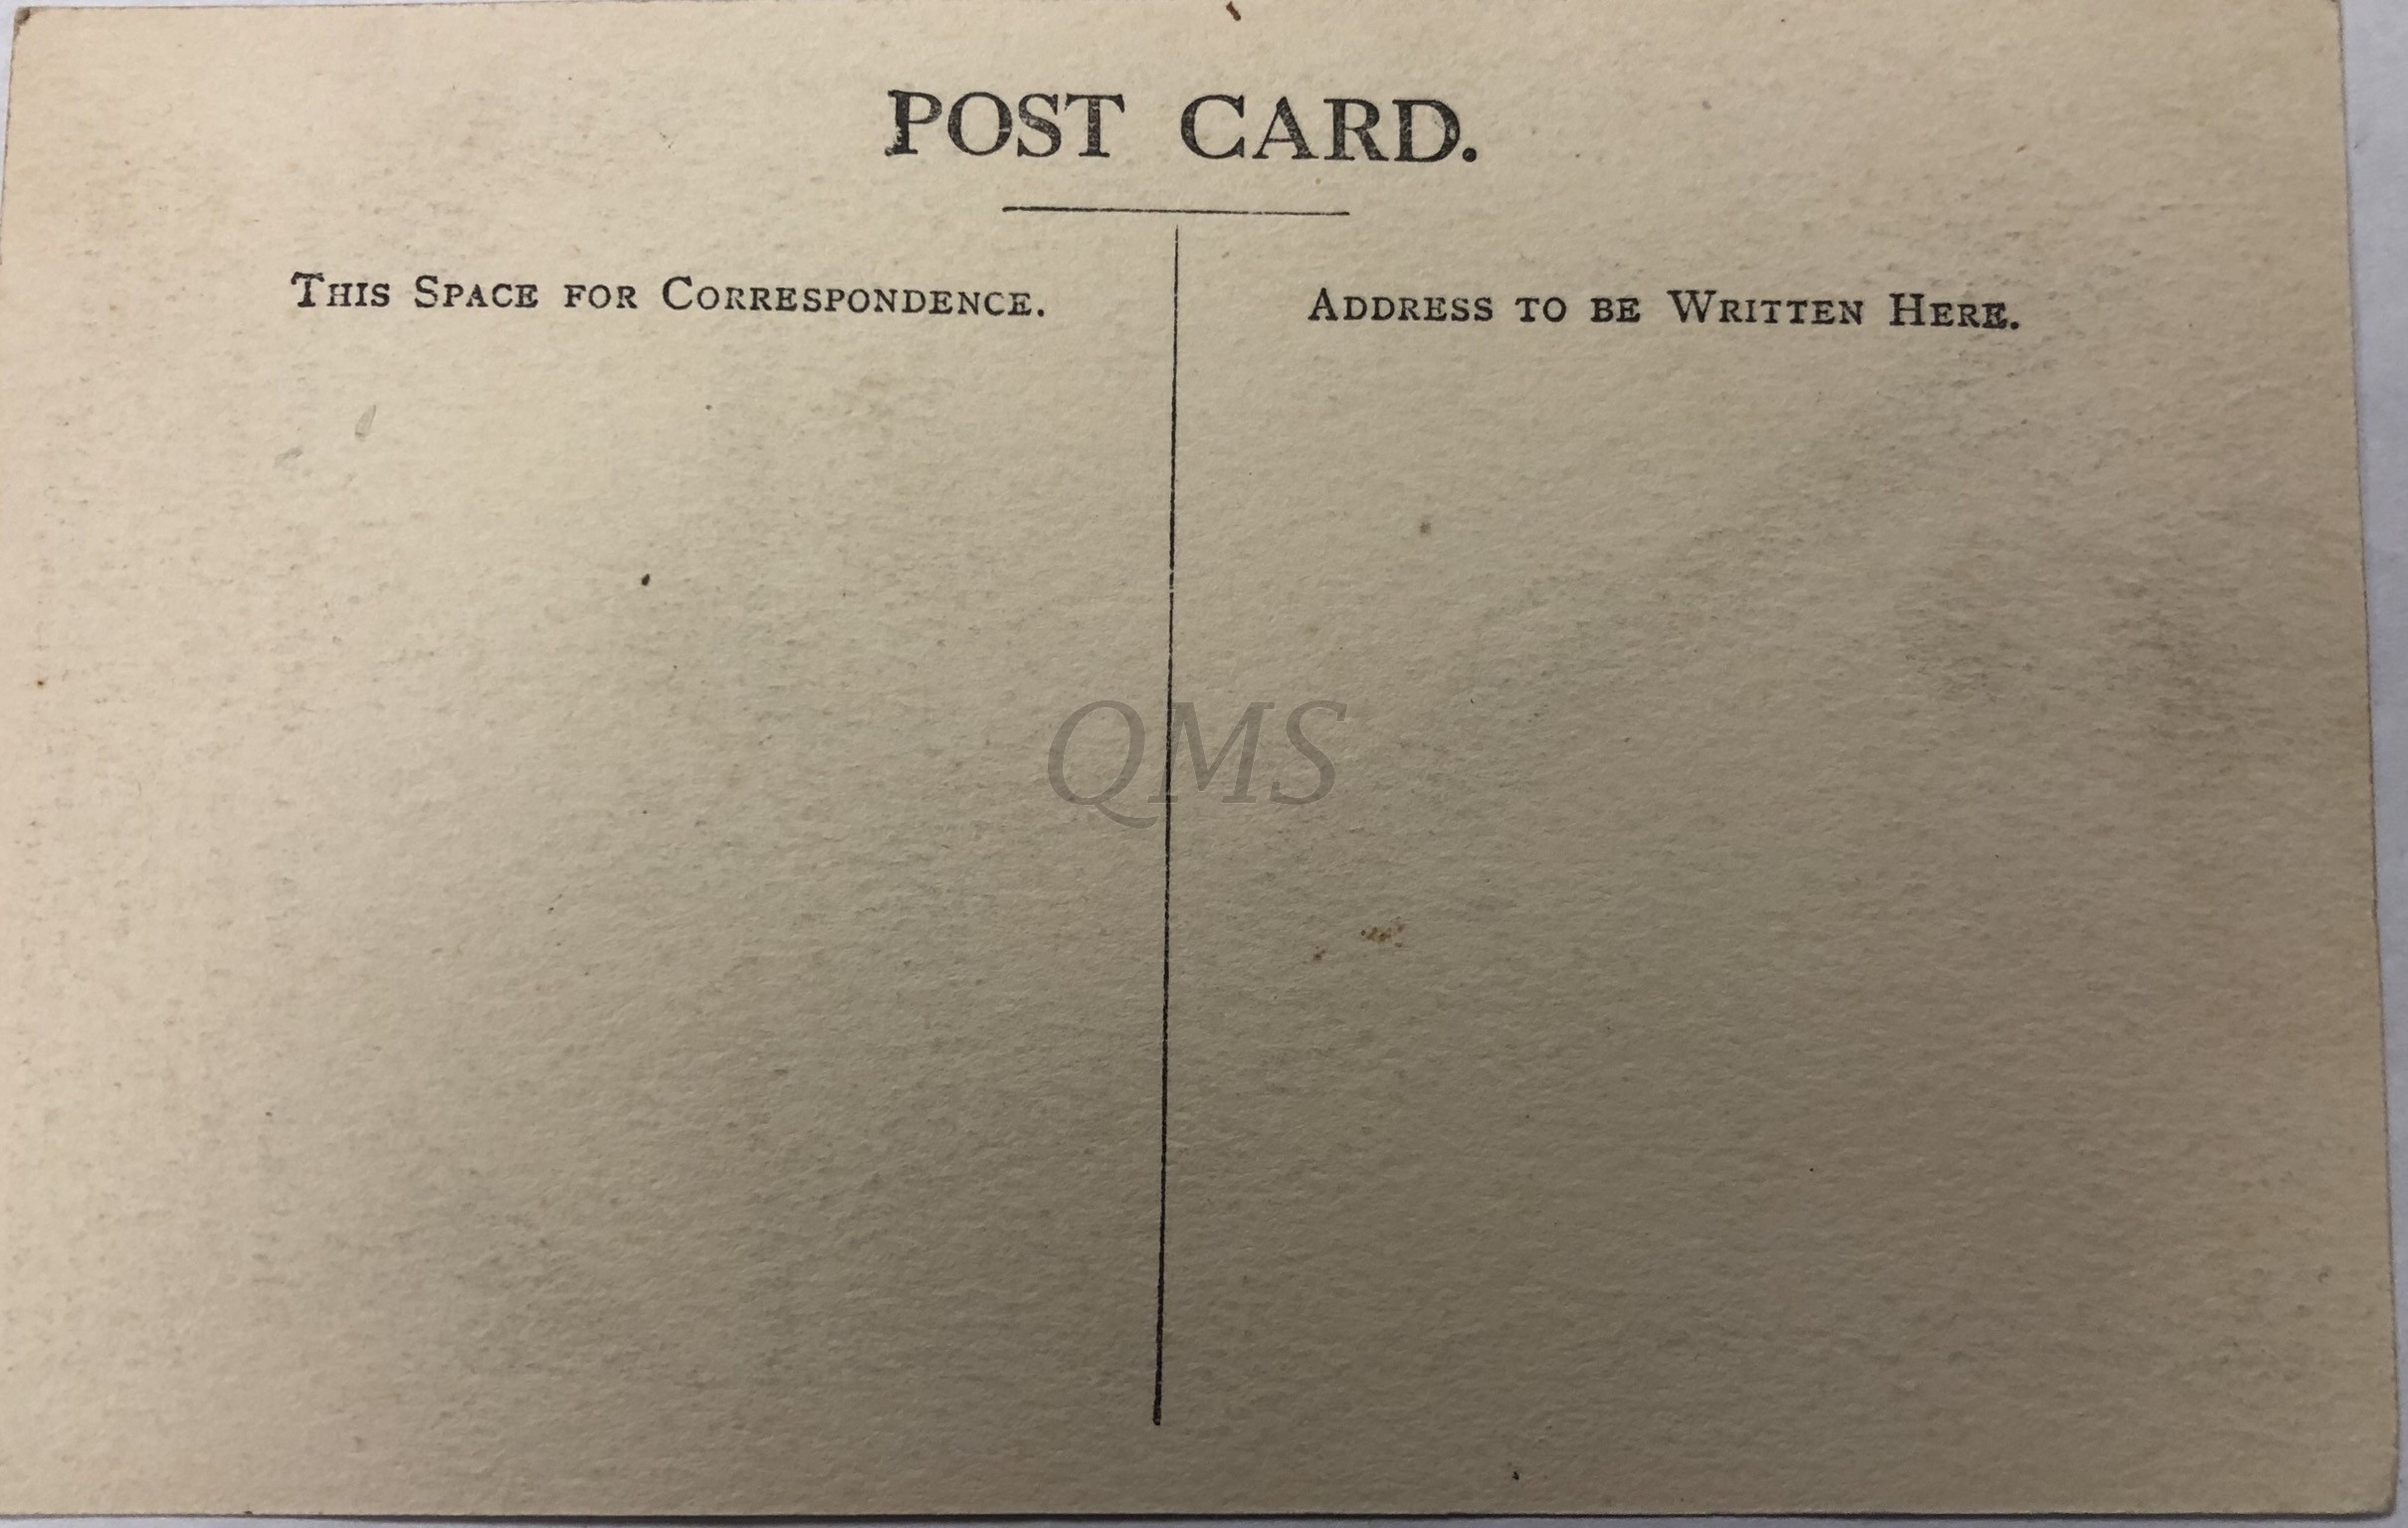 POST CARD.
THIS SPACE FOR CORRESPONDENCE.
ADDRESS TO BE WRITTEN HERE.
QMS